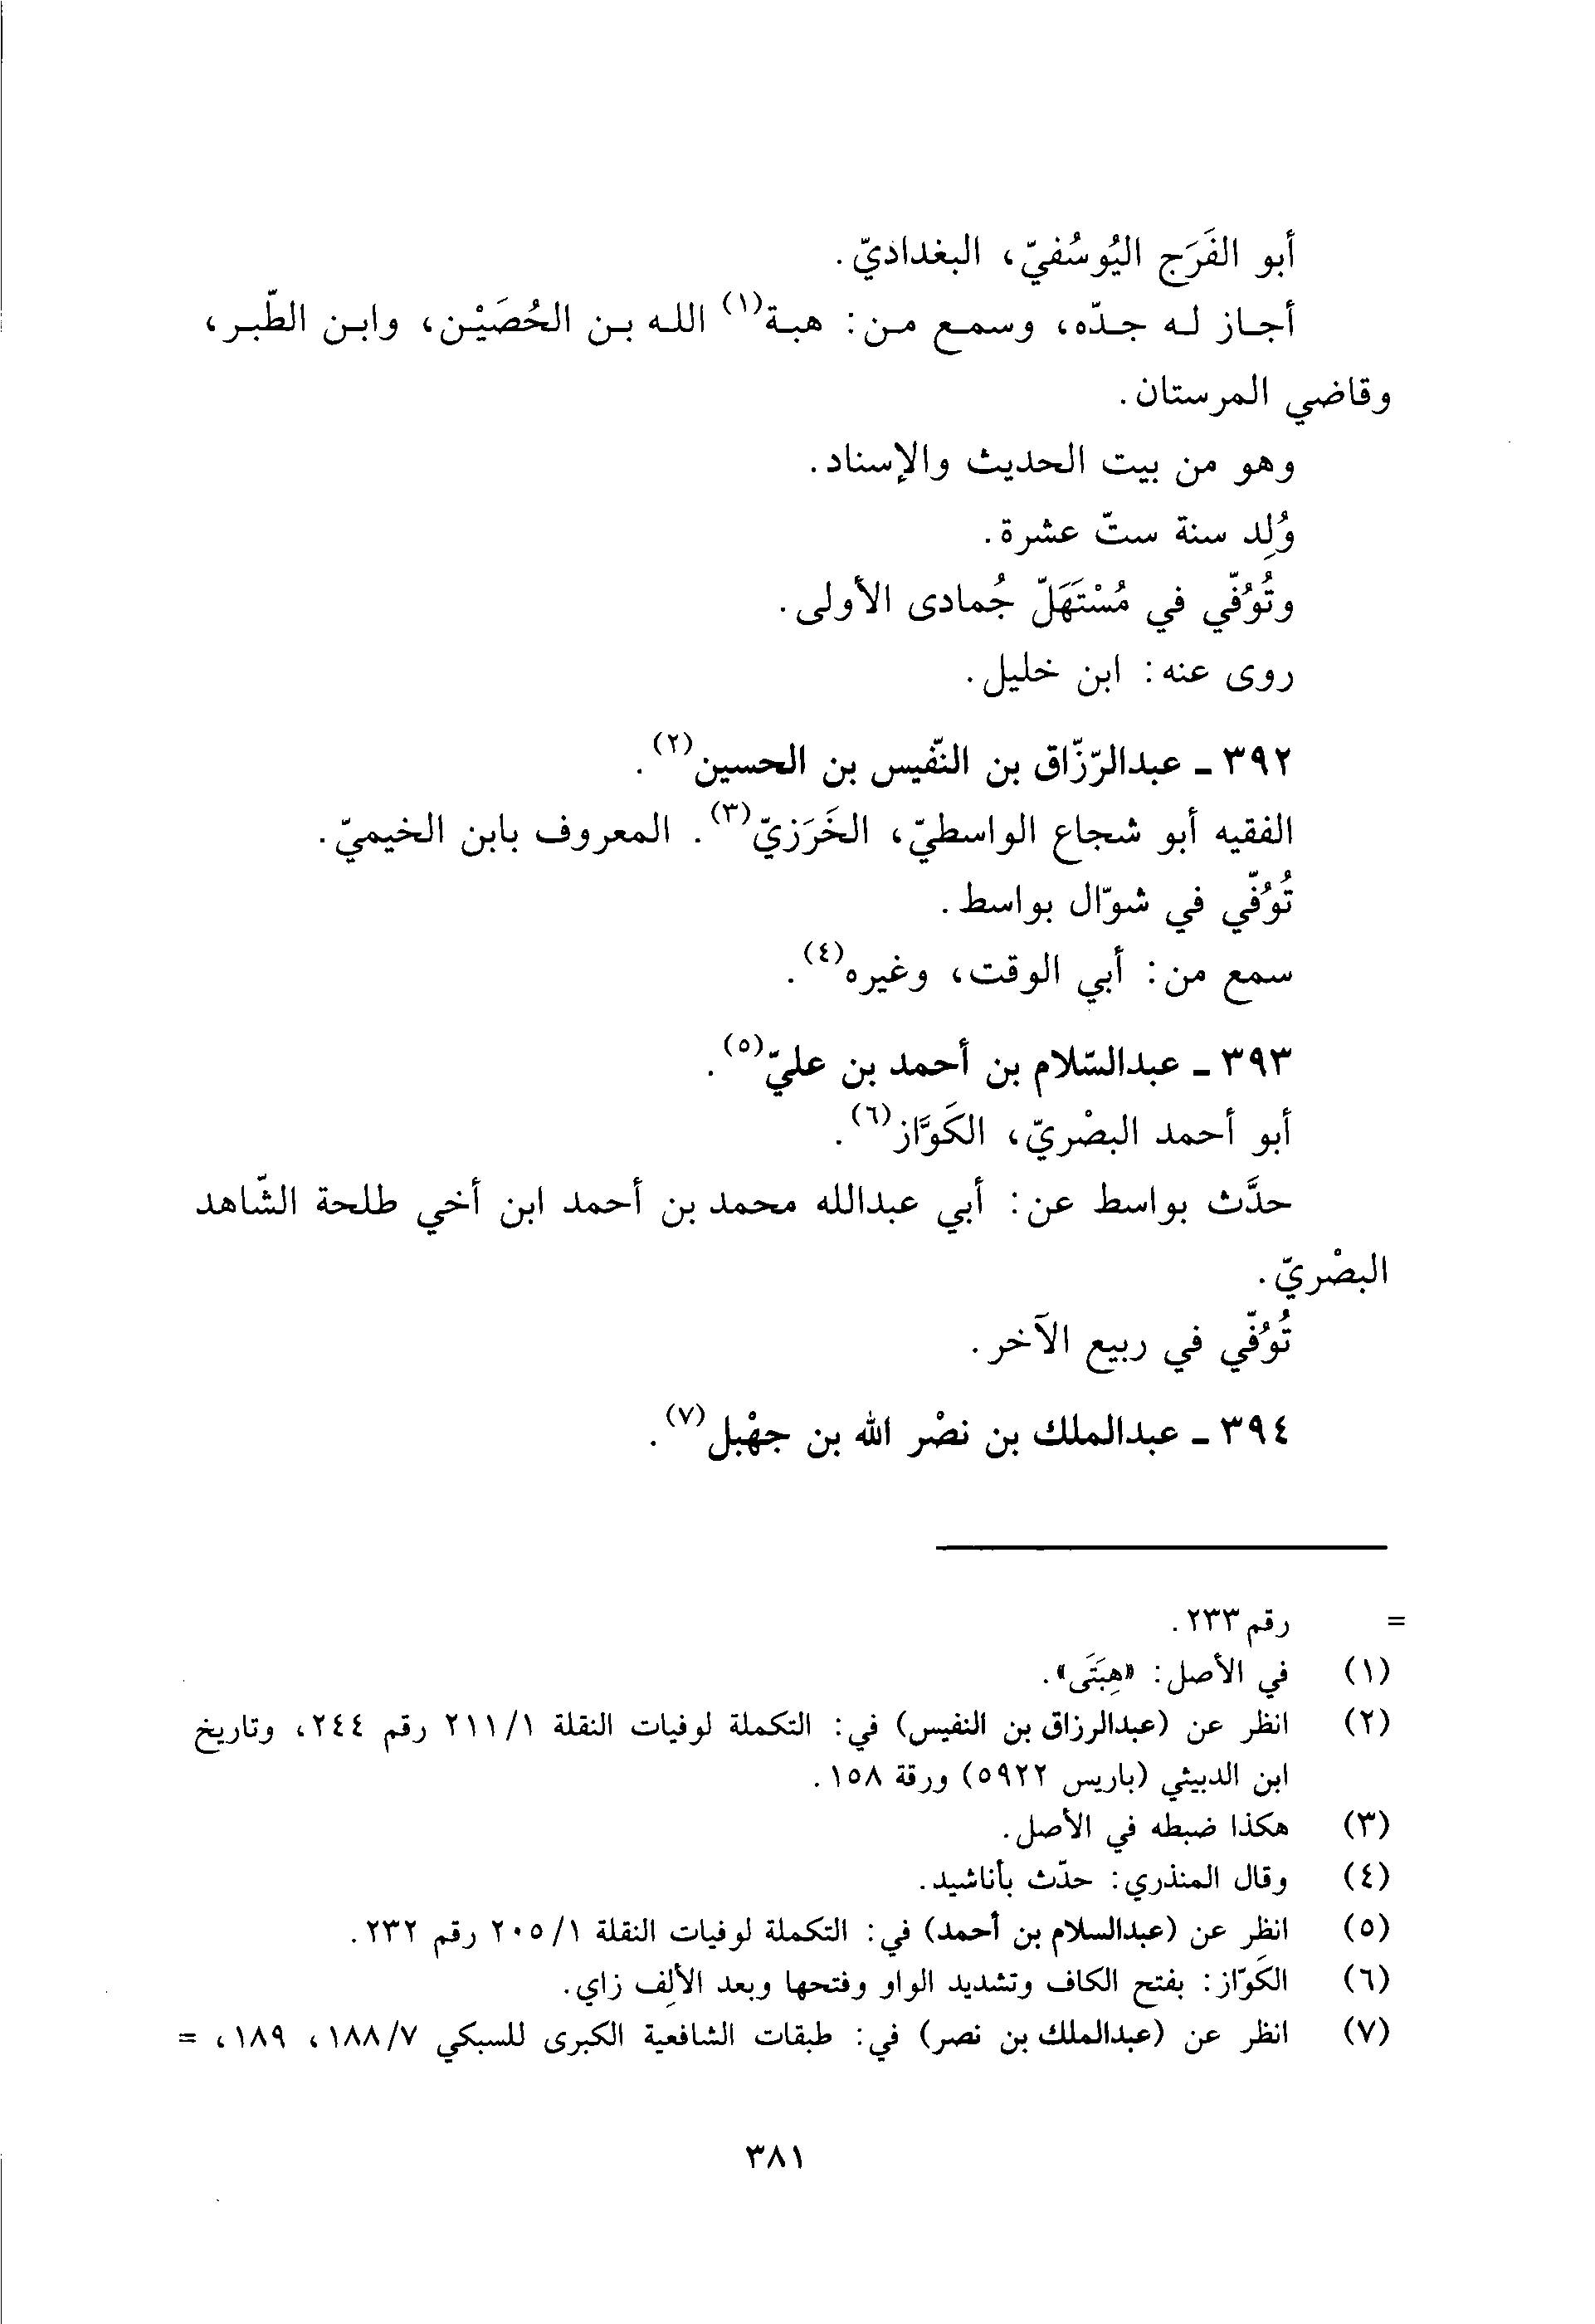 أبو الفَرَج اليُوسُفيّ، البغداديّ.
أجاز له جدّه، وسمع من: هبة(١) الله بن الحُصَيْن، وابن الطّبر،
وقاضي المرستان.
وهو من بيت الحديث والإسناد.
وُلِد سنة ستّ عشرة.
وتُوُفّي في مُسْتَهَلّ جُمادى الأولى.
روى عنه: ابن خليل.
٣٩٢ - عبدالرّزّاق بن النّفيس بن الحسين(٢).
الفقيه أبو شجاع الواسطيّ، الخَرَزيّ(٣). المعروف بابن الخيميّ.
تُوُفّي في شوّال بواسط.
سمع من: أبي الوقت، وغيره(٤).
٣٩٣ - عبدالسّلام بن أحمد بن عليّ(٥).
أبو أحمد البصْريّ، الكَوَّاز(٦).
حدَّث بواسط عن: أبي عبدالله محمد بن أحمد ابن أخي طلحة الشّاهد
البصْريّ.
تُوُفّي في ربيع الآخر.
٣٩٤ - عبدالملك بن نصْر الله بن جهْبل(٧).
= رقم ٢٣٣.
(١) في الأصل: «هِبَتَى».
(٢) انظر عن (عبدالرزاق بن النفيس) في: التكملة لوفيات النقلة ٢١١/١ رقم ٢٤٤، وتاريخ
ابن الدبيثي (باريس ٥٩٢٢) ورقة ١٥٨.
(٣) هكذا ضبطه في الأصل.
(٤) وقال المنذري: حدّث بأناشيد.
(٥) انظر عن (عبدالسلام بن أحمد) في: التكملة لوفيات النقلة ٢٠٥/١ رقم ٢٣٢.
(٦) الكَوّاز: بفتح الكاف وتشديد الواو وفتحها وبعد الألِف زاي.
(٧) انظر عن (عبدالملك بن نصر) في: طبقات الشافعية الكبرى للسبكي ١٨٨/٧، ١٨٩، =
٣٨١